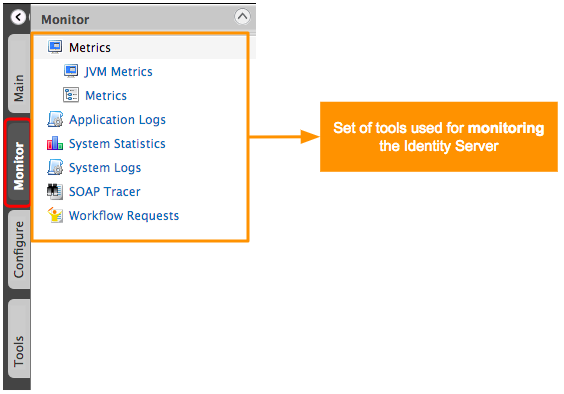 Monitor
Metrics
JVM Metrics
Metrics
Application Logs
System Statistics
System Logs
SOAP Tracer
Workflow Requests
Main
Monitor
Configure
Tools
Set of tools used for monitoring
the Identity Server